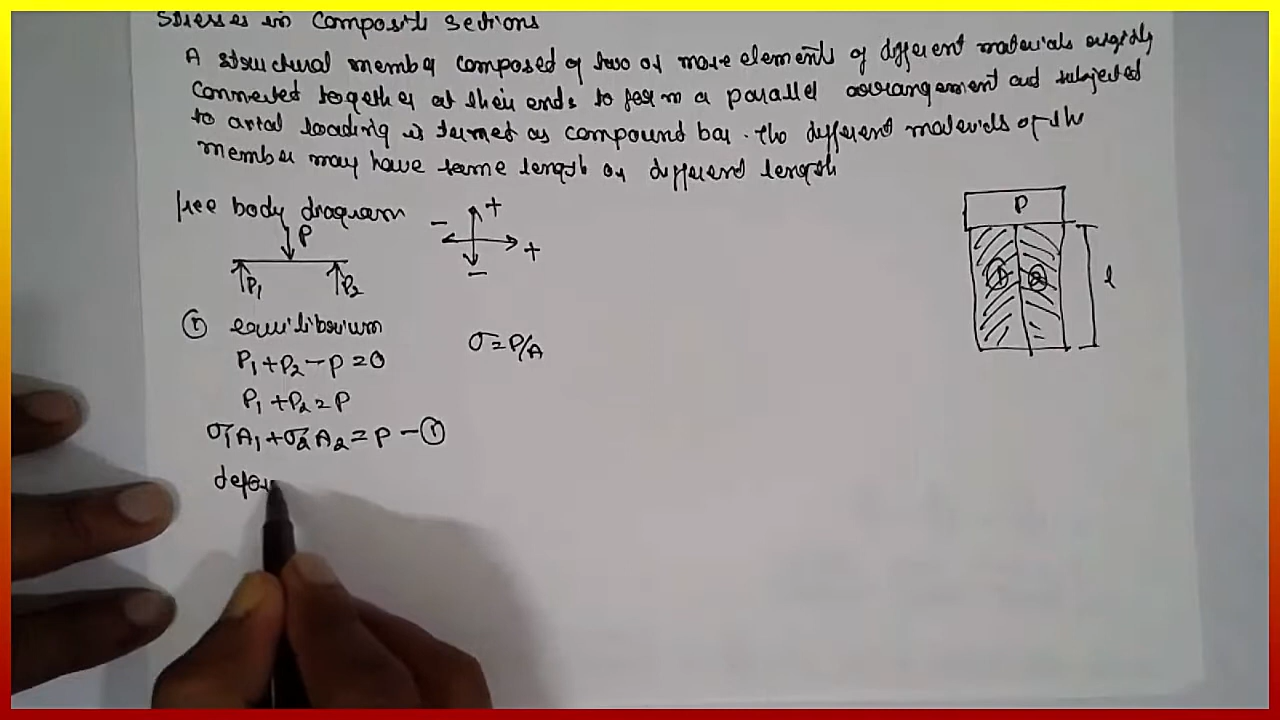 Stresses in Composite Sections
A structural member composed of two or more elements of different materials rigidly
connected together at their ends to form a parallel arrangement and subjected
to axial loading is termed as compound bar. The different materials of the
member may have same length or different length
free body diagram
P
P₁ P₂
+
-
+
-
P
① ②
l
① equilibrium
P₁+P₂-P=0
P₁+P₂=P
σ₁A₁+σ₂A₂=P-①
σ=P/A
defor